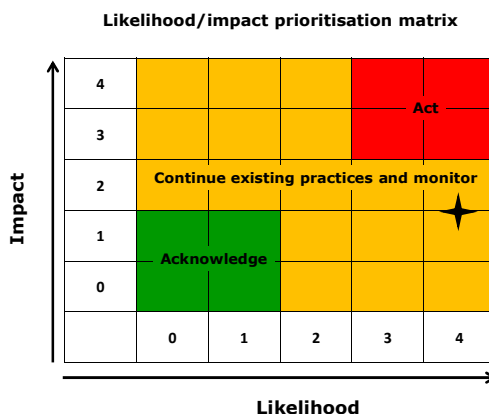 Likelihood/impact prioritisation matrix
Impact
4
Act
3
Continue existing practices and monitor
2
1
Acknowledge
0
0 1 2 3 4
Likelihood